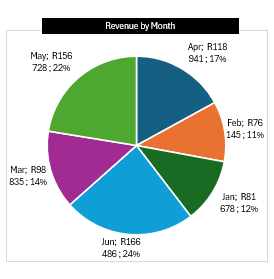 Revenue by Month
Apr; R118
941 ; 17%
May; R156
728 ; 22%
Feb; R76
145 ; 11%
Mar; R98
835 ; 14%
Jan; R81
678 ; 12%
Jun; R166
486 ; 24%